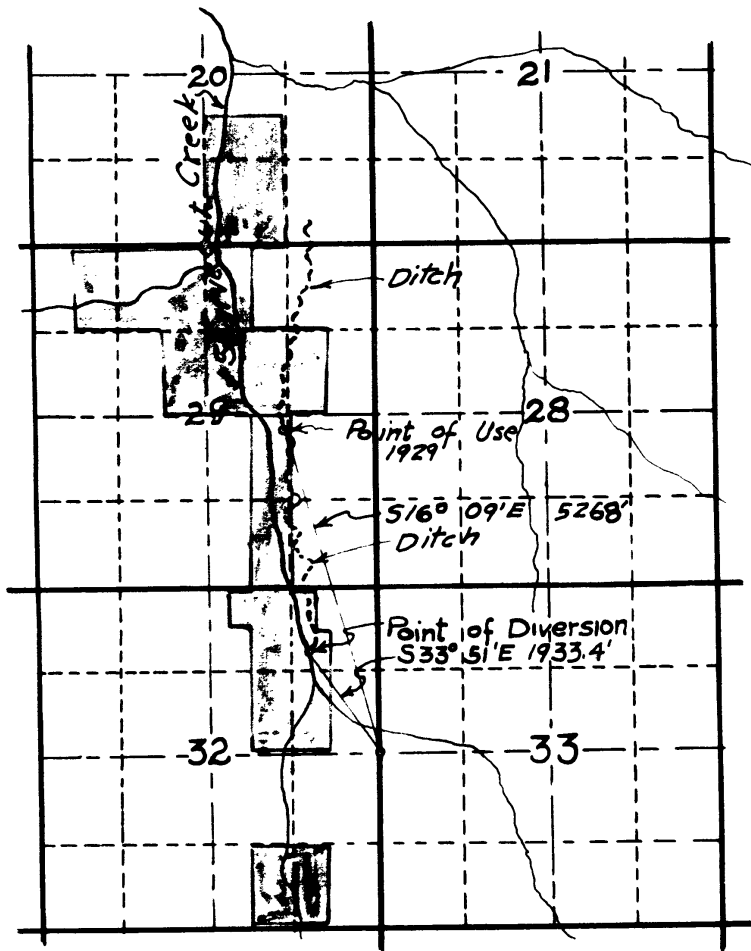 20
21
Creek
Ditch
29
28
Point of Use
1929
S16° 09'E 5268'
Ditch
Point of Diversion
S33° 51'E 1933.4'
32
33